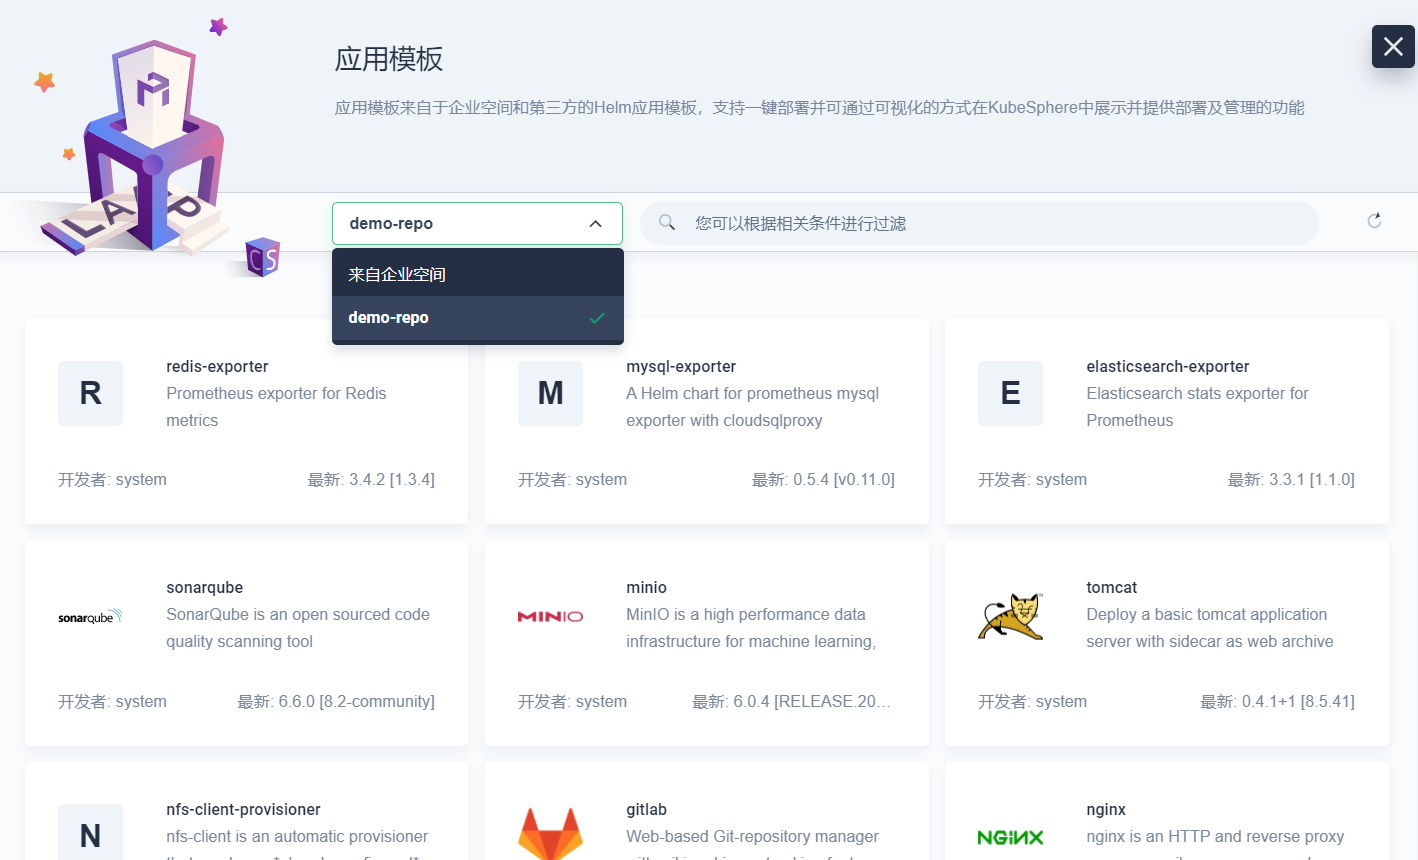 应用模板
应用模板来自于企业空间和第三方的Helm应用模板，支持一键部署并可通过可视化的方式在KubeSphere中展示并提供部署及管理的功能
LAPP
CS
demo-repo
您可以根据相关条件进行过滤
来自企业空间
demo-repo
R
redis-exporter
Prometheus exporter for Redis
metrics
开发者: system
最新: 3.4.2 [1.3.4]
M
mysql-exporter
A Helm chart for prometheus mysql
exporter with cloudsqlproxy
开发者: system
最新: 0.5.4 [v0.11.0]
E
elasticsearch-exporter
Elasticsearch stats exporter for
Prometheus
开发者: system
最新: 3.3.1 [1.1.0]
sonarqube
sonarqube
SonarQube is an open sourced code
quality scanning tool
开发者: system
最新: 6.6.0 [8.2-community]
MINIO
minio
MinIO is a high performance data
infrastructure for machine learning,
开发者: system
最新: 6.0.4 [RELEASE.20...
tomcat
Deploy a basic tomcat application
server with sidecar as web archive
开发者: system
最新: 0.4.1+1 [8.5.41]
N
nfs-client-provisioner
nfs-client is an automatic provisioner
gitlab
Web-based Git-repository manager
NGINX
nginx
nginx is an HTTP and reverse proxy